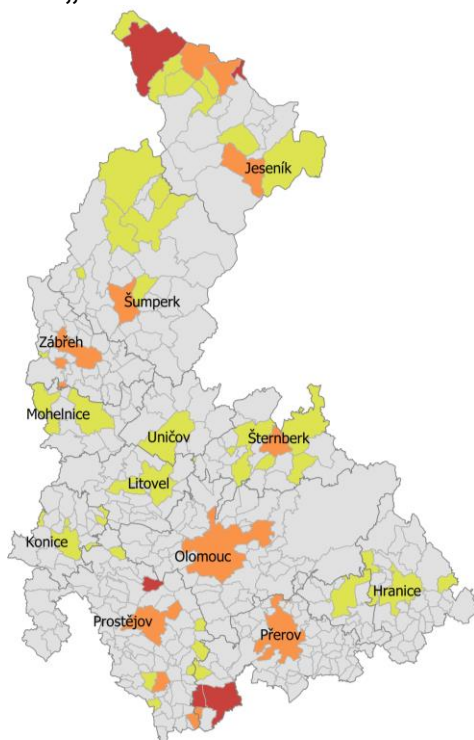 Jeseník
Šumperk
Zábřeh
Mohelnice
Uničov
Šternberk
Litovel
Konice
Olomouc
Hranice
Prostějov
Přerov